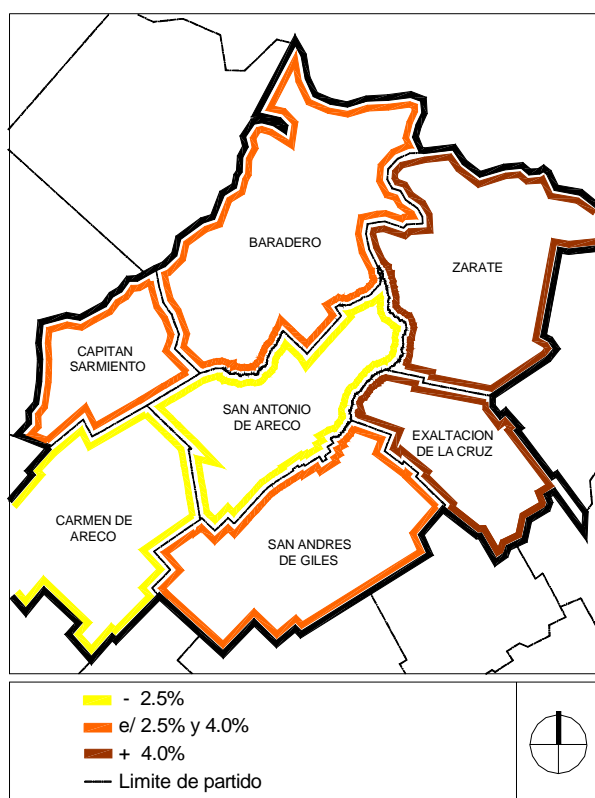 BARADERO
ZARATE
CAPITAN
SARMIENTO
SAN ANTONIO
DE ARECO
EXALTACION
DE LA CRUZ
CARMEN DE
ARECO
SAN ANDRES
DE GILES
- 2.5%
e/ 2.5% y 4.0%
+ 4.0%
Limite de partido